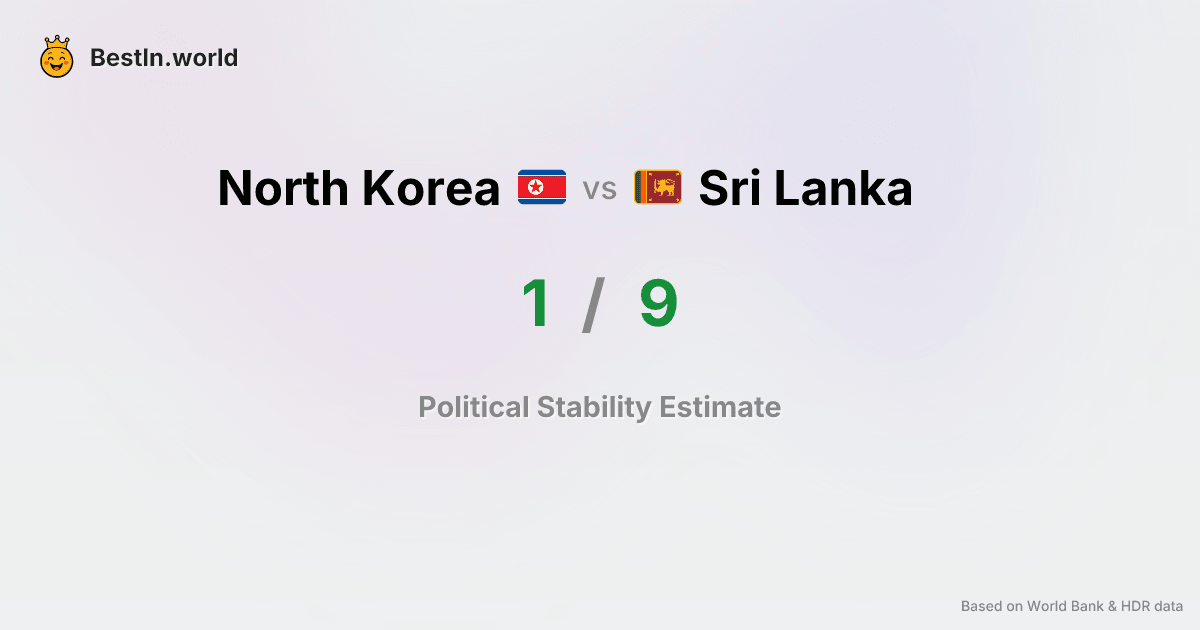 BestIn.world
North Korea vs Sri Lanka
1 / 9
Political Stability Estimate
Based on World Bank & HDR data